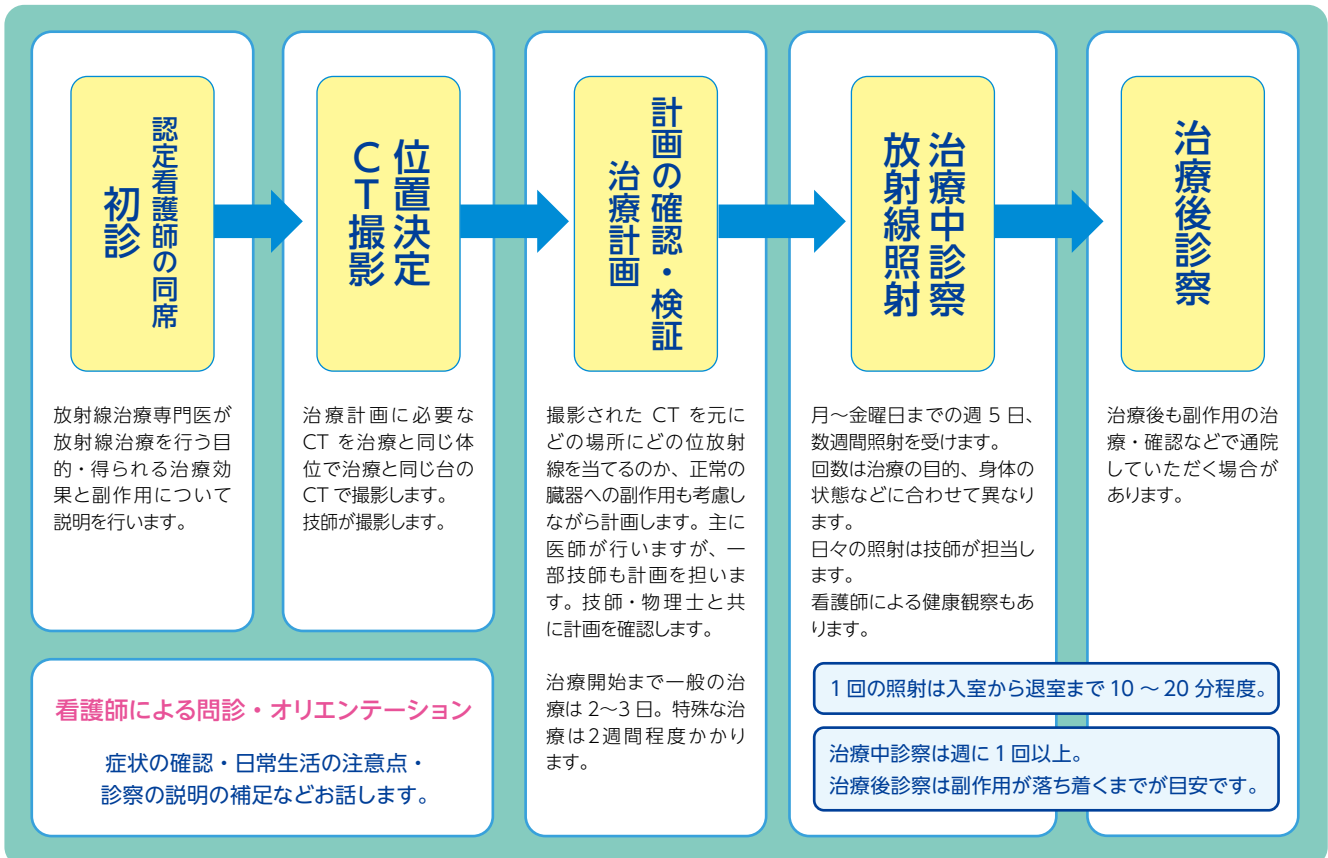 初診
認定看護師の同席
放射線治療専門医が
放射線治療を行う目
的・得られる治療効
果と副作用について
説明を行います。
位置決定
CT撮影
治療計画に必要な
CT を治療と同じ体
位で治療と同じ台の
CT で撮影します。
技師が撮影します。
看護師による問診・オリエンテーション
症状の確認・日常生活の注意点・
診察の説明の補足などお話します。
計画の確認・検証
治療計画
撮影された CT を元に
どの場所にどの位放射
線を当てるのか、正常の
臓器への副作用も考慮し
ながら計画します。主に
医師が行いますが、一
部技師も計画を担いま
す。技師・物理士と共
に計画を確認します。
治療開始まで一般の治
療は 2〜3 日。特殊な治
療は2週間程度かかり
ます。
治療中診察
放射線照射
月〜金曜日までの週 5 日、
数週間照射を受けます。
回数は治療の目的、身体の
状態などに合わせて異なり
ます。
日々の照射は技師が担当し
ます。
看護師による健康観察もあ
ります。
治療後診察
治療後も副作用の治
療・確認などで通院
していただく場合が
あります。
1 回の照射は入室から退室まで 10 〜 20 分程度。
治療中診察は週に 1 回以上。
治療後診察は副作用が落ち着くまでが目安です。